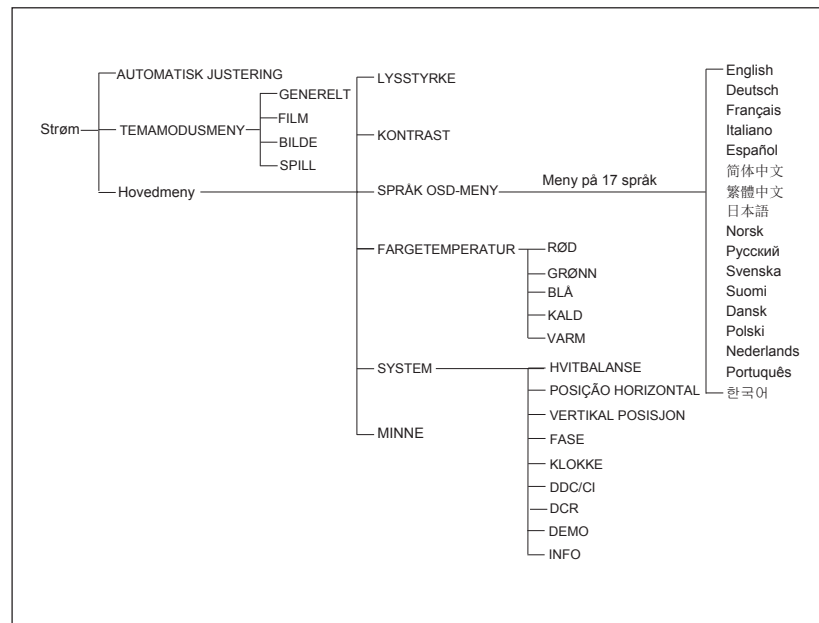 Strøm
AUTOMATISK JUSTERING
TEMAMODUSMENY
GENERELT
FILM
BILDE
SPILL
Hovedmeny
LYSSTYRKE
KONTRAST
SPRÅK OSD-MENY
Meny på 17 språk
English
Deutsch
Français
Italiano
Español
简体中文
繁體中文
日本語
Norsk
Русский
Svenska
Suomi
Dansk
Polski
Nederlands
Portuquês
한국어
FARGETEMPERATUR
RØD
GRØNN
BLÅ
KALD
VARM
SYSTEM
HVITBALANSE
POSIÇÃO HORIZONTAL
VERTIKAL POSISJON
FASE
KLOKKE
DDC/CI
DCR
DEMO
INFO
MINNE